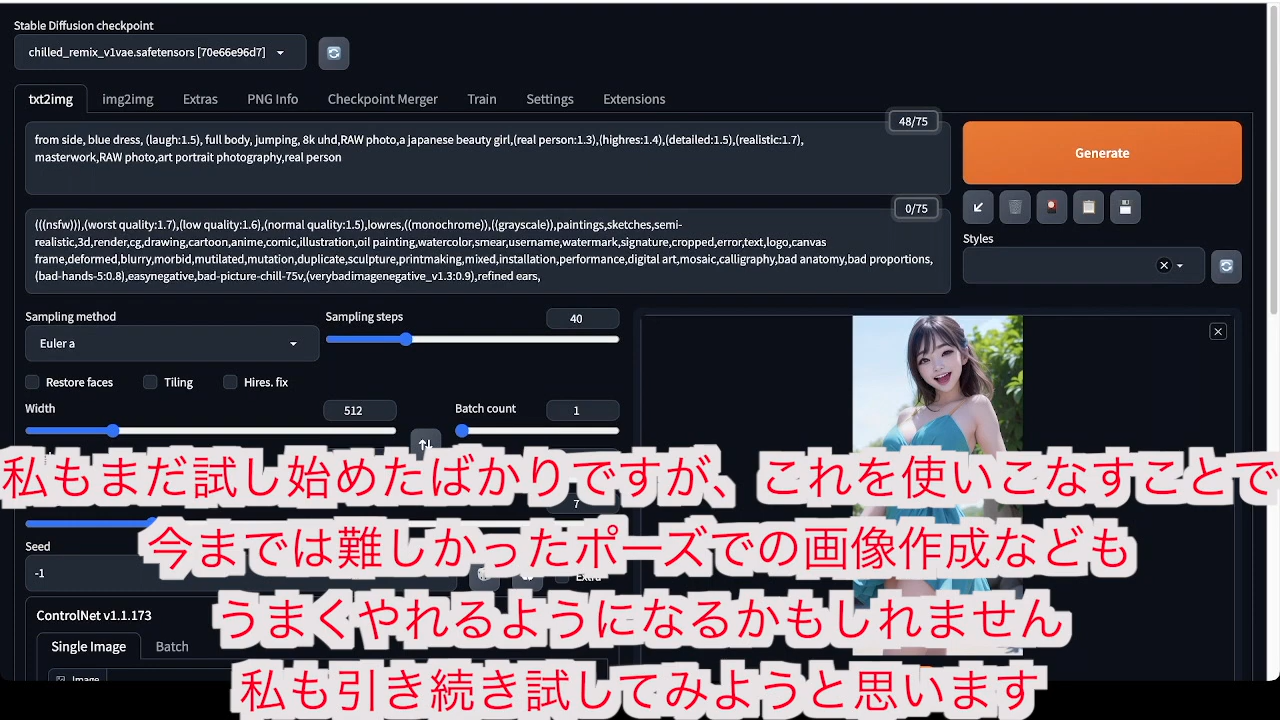 Stable Diffusion checkpoint
chilled_remix_v1vae.safetensors [70e66e96d7]
txt2img img2img Extras PNG Info Checkpoint Merger Train Settings Extensions
48/75
from side, blue dress, (laugh:1.5), full body, jumping, 8k uhd,RAW photo,a japanese beauty girl,(real person:1.3),(highres:1.4),(detailed:1.5),(realistic:1.7),
masterwork,RAW photo,art portrait photography,real person
Generate
0/75
(((nsfw))),(worst quality:1.7),(low quality:1.6),(normal quality:1.5),lowres,((monochrome)),((grayscale)),paintings,sketches,semi-
realistic,3d,render,cg,drawing,cartoon,anime,comic,illustration,oil painting,watercolor,smear,username,watermark,signature,cropped,error,text,logo,canvas
frame,deformed,blurry,morbid,mutilated,mutation,duplicate,sculpture,printmaking,mixed,installation,performance,digital art,mosaic,calligraphy,bad anatomy,bad proportions,
(bad-hands-5:0.8),easynegative,bad-picture-chill-75v,(verybadimagenegative_v1.3:0.9),refined ears,
Styles
Sampling method
Euler a
Sampling steps
40
Restore faces Tiling Hires. fix
Width
512
Batch count
1
私もまだ試し始めたばかりですが、これを使いこなすことで
7
今までは難しかったポーズでの画像作成なども
Seed
-1
Extra
うまくやれるようになるかもしれません
ControlNet v1.1.173
Single Image Batch
Image
私も引き続き試してみようと思います